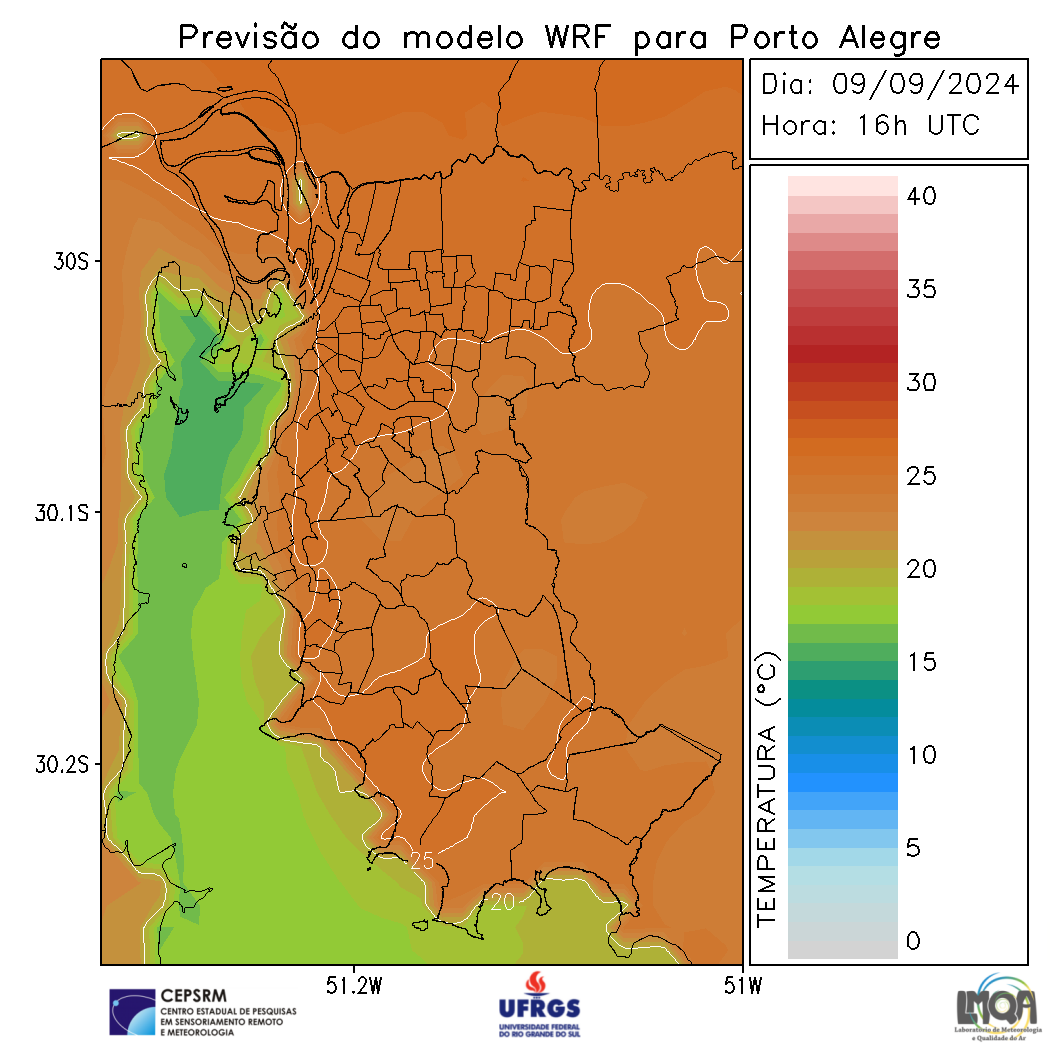 Previsão do modelo WRF para Porto Alegre
Dia: 09/09/2024
Hora: 16h UTC
40
35
30
25
20
15
10
5
0
TEMPERATURA (°C)
30S
30.1S
30.2S
25
20
51.2W
51W
CEPSRM
CENTRO ESTADUAL DE PESQUISAS
EM SENSORIAMENTO REMOTO
E METEOROLOGIA
UFRGS
UNIVERSIDADE FEDERAL
DO RIO GRANDE DO SUL
LMQA
Laboratório de Meteorologia
e Qualidade do Ar